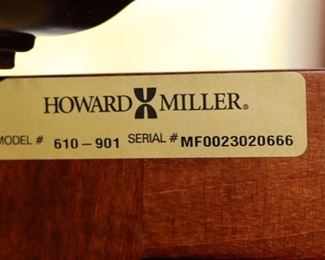 HOWARD MILLER®
MODEL # 610-901 SERIAL # MF0023020666